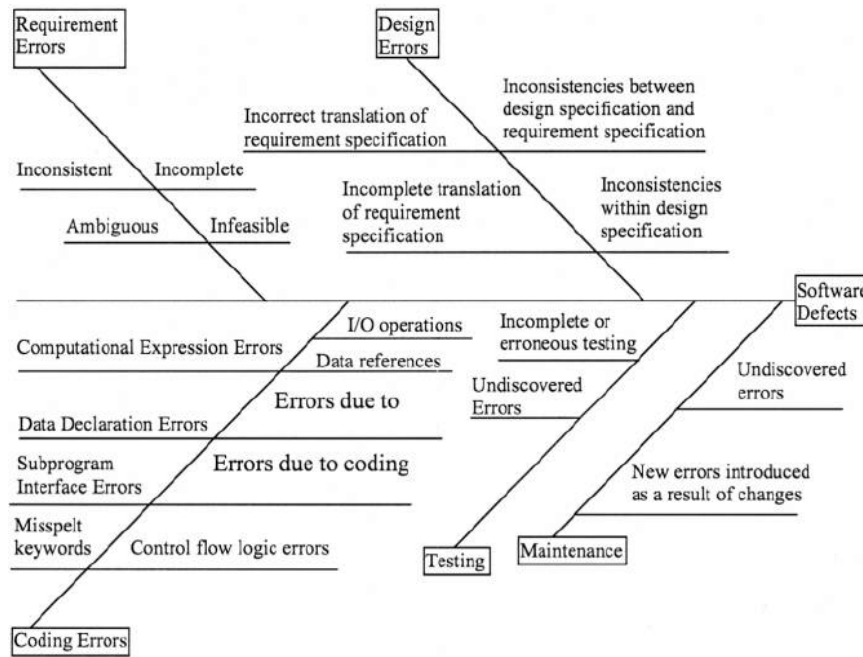 Requirement
Errors
Design
Errors
Incorrect translation of
requirement specification
Inconsistencies between
design specification and
requirement specification
Inconsistent
Incomplete
Incomplete translation
of requirement
specification
Inconsistencies
within design
specification
Ambiguous
Infeasible
Software
Defects
I/O operations
Computational Expression Errors
Data references
Errors due to
Data Declaration Errors
Errors due to coding
Subprogram
Interface Errors
Misspelt
keywords
Control flow logic errors
Coding Errors
Incomplete or
erroneous testing
Undiscovered
Errors
Testing
Undiscovered
errors
New errors introduced
as a result of changes
Maintenance